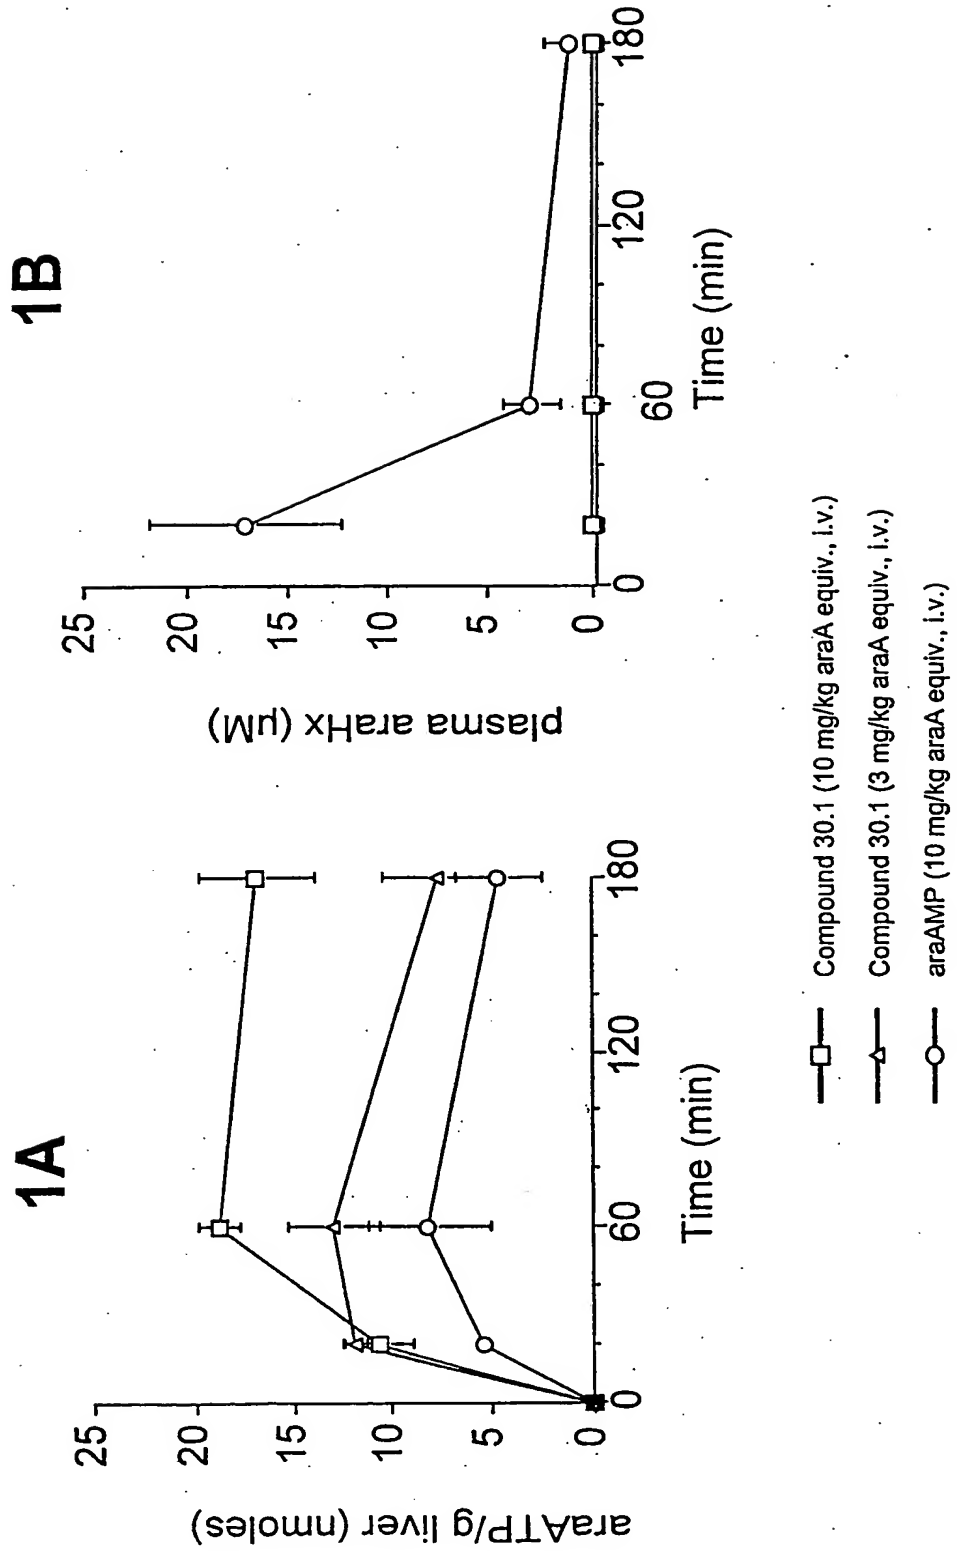 1A
araATP/g liver (nmoles)
25
20
15
10
5
0
0
60
120
180
Time (min)
1B
plasma araHx (µM)
25
20
15
10
5
0
0
60
120
180
Time (min)
Compound 30.1 (10 mg/kg araA equiv., i.v.)
Compound 30.1 (3 mg/kg araA equiv., i.v.)
araAMP (10 mg/kg araA equiv., i.v.)